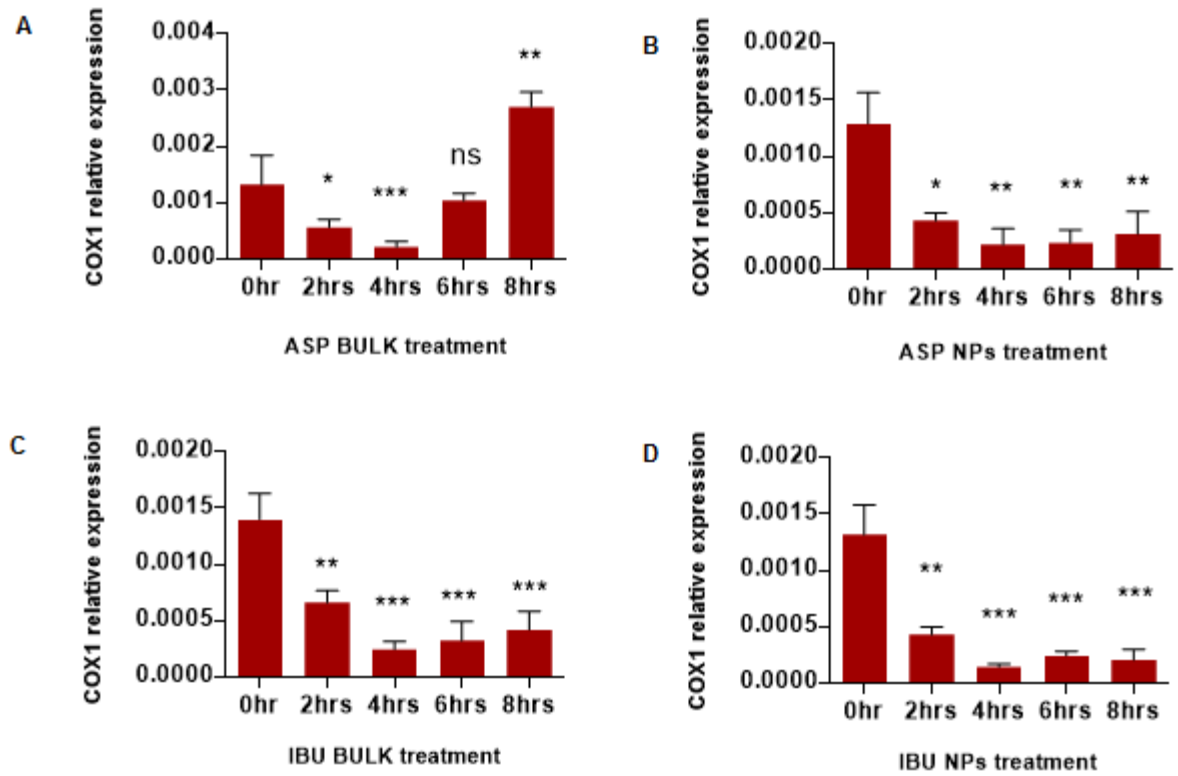 A
COX1 relative expression
0.004
0.003
0.002
0.001
0.000
*
***
ns
**
0hr 2hrs 4hrs 6hrs 8hrs
ASP BULK treatment
B
COX1 relative expression
0.0020
0.0015
0.0010
0.0005
0.0000
* ** ** **
0hr 2hrs 4hrs 6hrs 8hrs
ASP NPs treatment
C
COX1 relative expression
0.0020
0.0015
0.0010
0.0005
0.0000
** *** *** ***
0hr 2hrs 4hrs 6hrs 8hrs
IBU BULK treatment
D
COX1 relative expression
0.0020
0.0015
0.0010
0.0005
0.0000
** *** *** ***
0hr 2hrs 4hrs 6hrs 8hrs
IBU NPs treatment